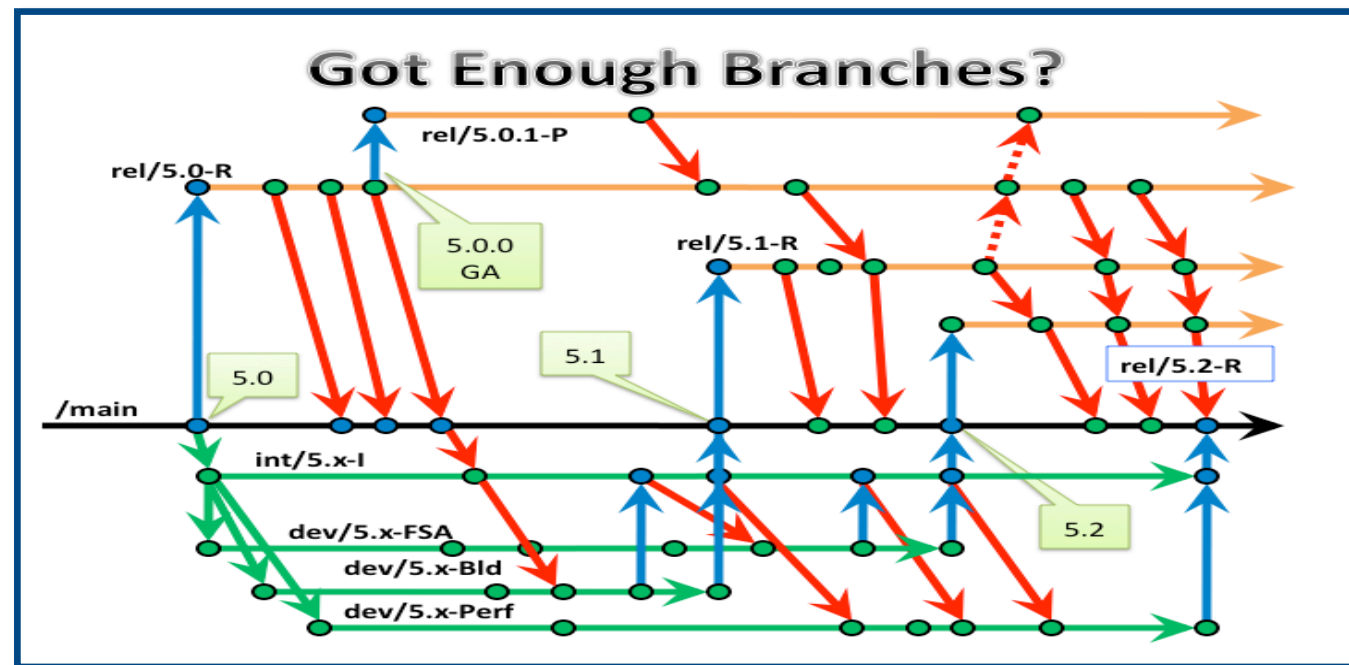 Got Enough Branches?
rel/5.0.1-P
rel/5.0-R
5.0.0
GA
rel/5.1-R
5.1
rel/5.2-R
5.0
/main
int/5.x-I
5.2
dev/5.x-FSA
dev/5.x-Bld
dev/5.x-Perf